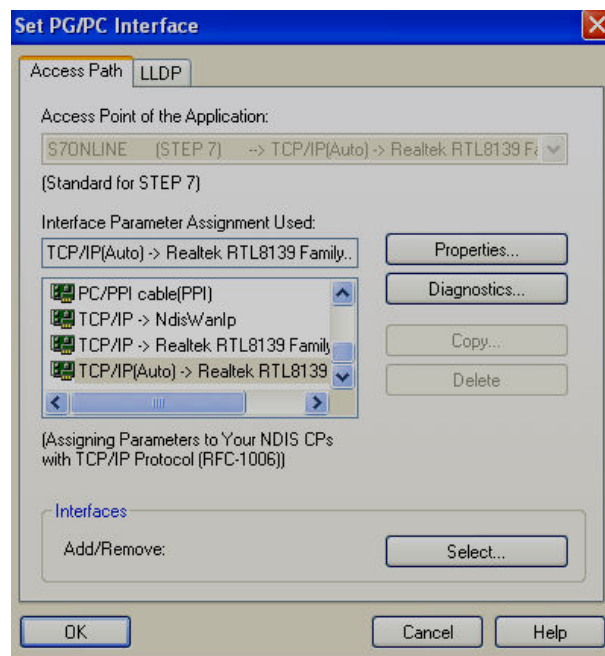 Set PG/PC Interface
Access Path
LLDP
Access Point of the Application:
S7ONLINE (STEP 7) --> TCP/IP(Auto) -> Realtek RTL8139 Fa
(Standard for STEP 7)
Interface Parameter Assignment Used:
TCP/IP(Auto) -> Realtek RTL8139 Family..
Properties...
PC/PPI cable(PPI)
Diagnostics...
TCP/IP -> NdisWanIp
TCP/IP -> Realtek RTL8139 Family
Copy...
TCP/IP(Auto) -> Realtek RTL8139
Delete
(Assigning Parameters to Your NDIS CPs
with TCP/IP Protocol (RFC-1006))
Interfaces
Add/Remove:
Select...
OK
Cancel
Help